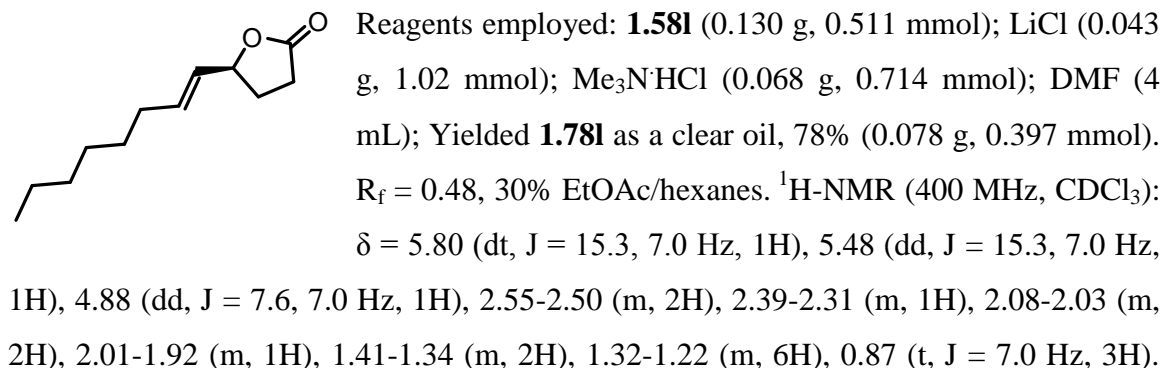 O O
Reagents employed: 1.58l (0.130 g, 0.511 mmol); LiCl (0.043
g, 1.02 mmol); Me₃N·HCl (0.068 g, 0.714 mmol); DMF (4
mL); Yielded 1.78l as a clear oil, 78% (0.078 g, 0.397 mmol).
R_f = 0.48, 30% EtOAc/hexanes. ¹H-NMR (400 MHz, CDCl₃):
δ = 5.80 (dt, J = 15.3, 7.0 Hz, 1H), 5.48 (dd, J = 15.3, 7.0 Hz,
1H), 4.88 (dd, J = 7.6, 7.0 Hz, 1H), 2.55-2.50 (m, 2H), 2.39-2.31 (m, 1H), 2.08-2.03 (m,
2H), 2.01-1.92 (m, 1H), 1.41-1.34 (m, 2H), 1.32-1.22 (m, 6H), 0.87 (t, J = 7.0 Hz, 3H).